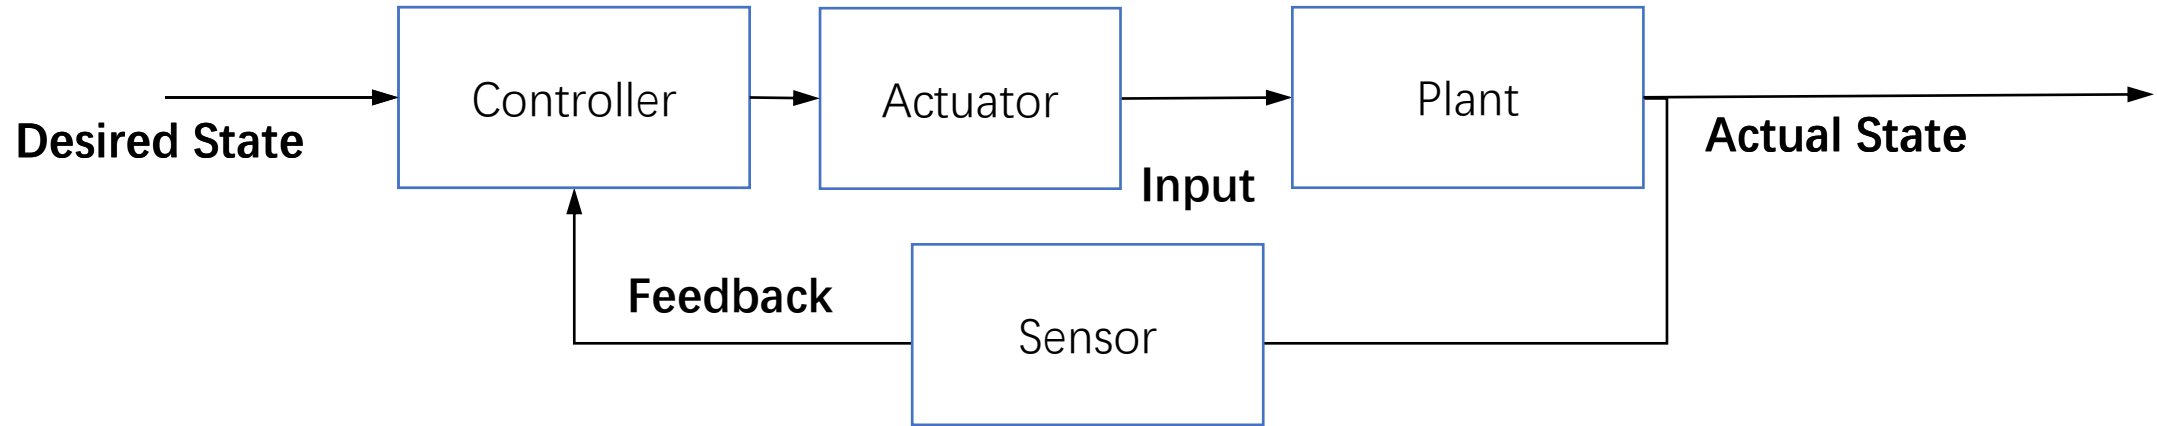 Controller
Actuator
Plant
Desired State
Actual State
Input
Feedback
Sensor